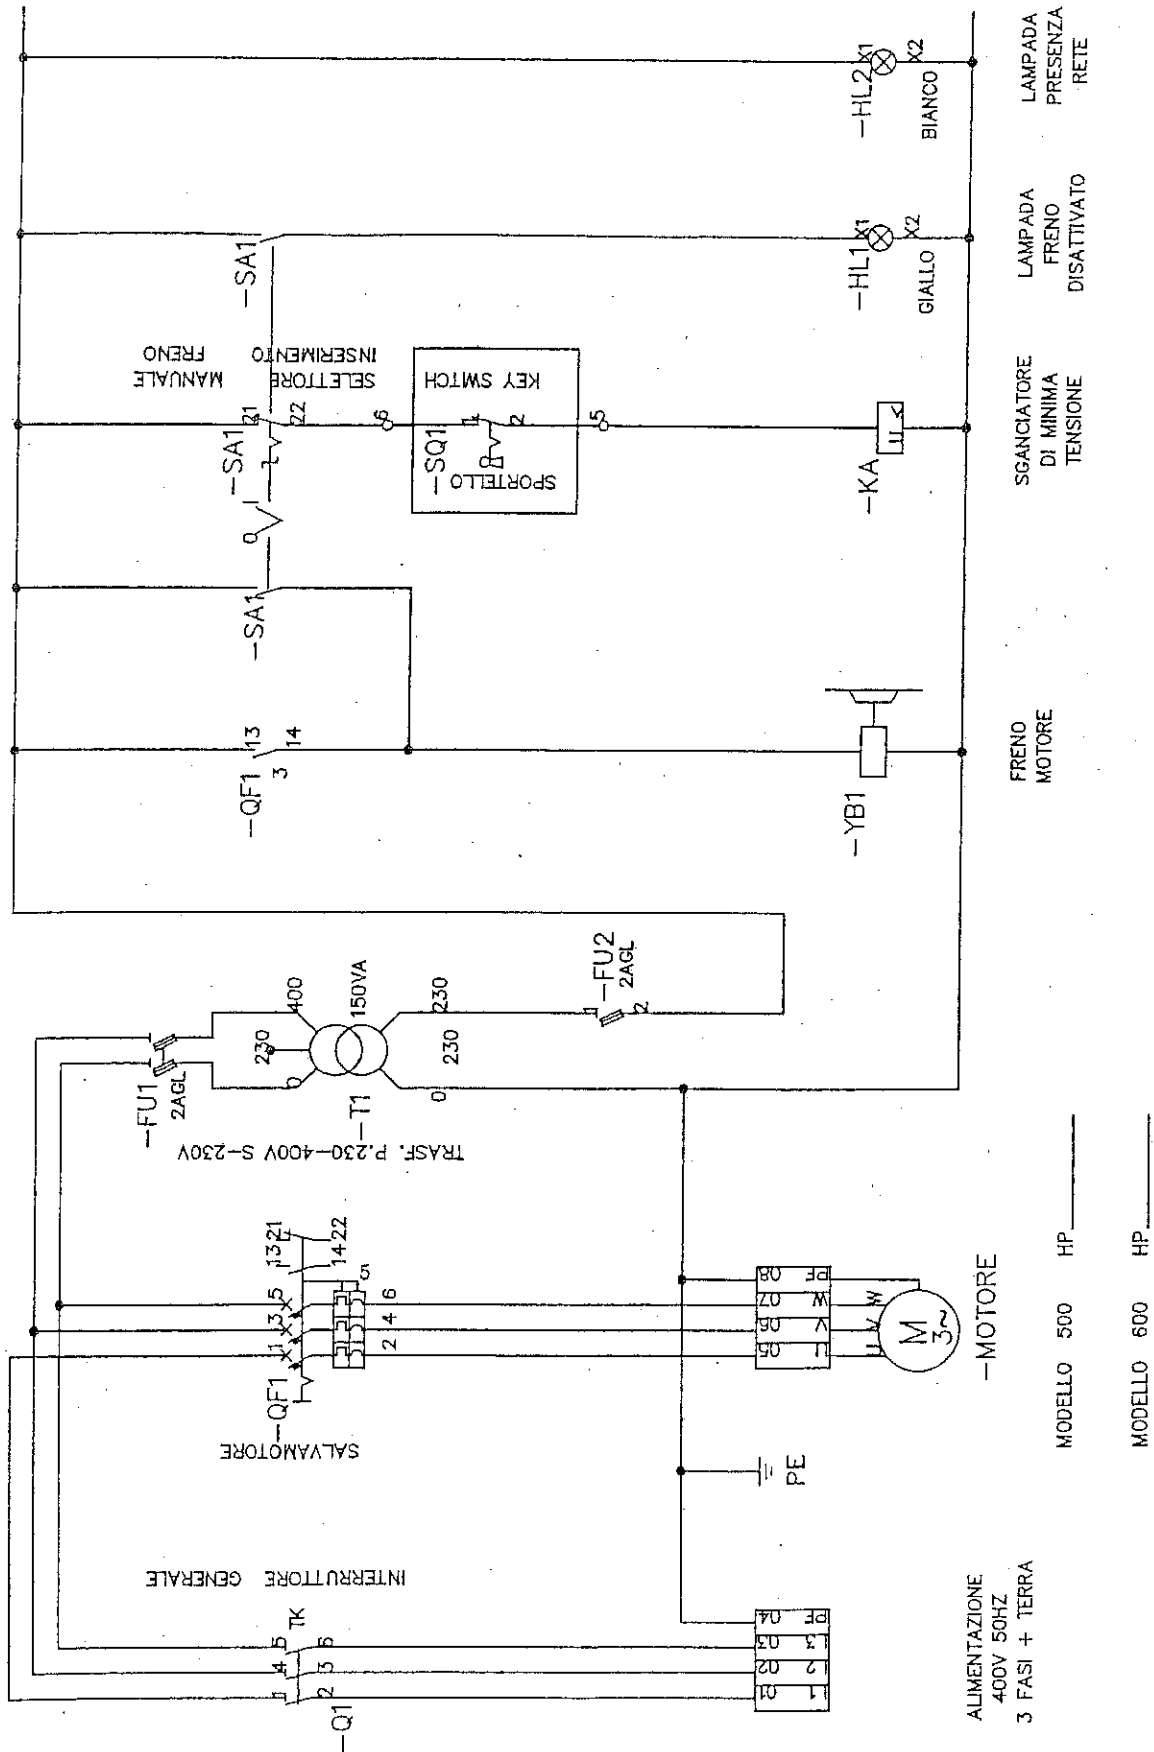 ALIMENTAZIONE
400V 50HZ
3 FASI + TERRA
L1 L2 L3 PE
01 02 03 04
-Q1
1 4 5
2 3 6
TK
INTERRUTTORE GENERALE
PE
SALVAMOTORE
-QF1
1 3 5
13 21
14 22
2 4 6
05 06 07 08
U V W PE
U V W
M
3~
-MOTORE
MODELLO 500 HP
MODELLO 600 HP
TRASF. P.230-400V S-230V
-FU1
2AGL
-T1
0 230 400
150VA
0 230 230
-FU2
2AGL
1
2
-QF1
13
14
3
-YB1
FRENO
MOTORE
-SA1
0 1
-SA1
21
22
SELETTORE
INSERIMENTO
MANUALE
FRENO
6
-SQ1
1
2
SPORTELLO
KEY SWITCH
5
-KA
U<
SGANCIATORE
DI MINIMA
TENSIONE
-SA1
-HL1
X1
X2
GIALLO
LAMPADA
FRENO
DISATTIVATO
-HL2
X1
X2
BIANCO
LAMPADA
PRESENZA
RETE